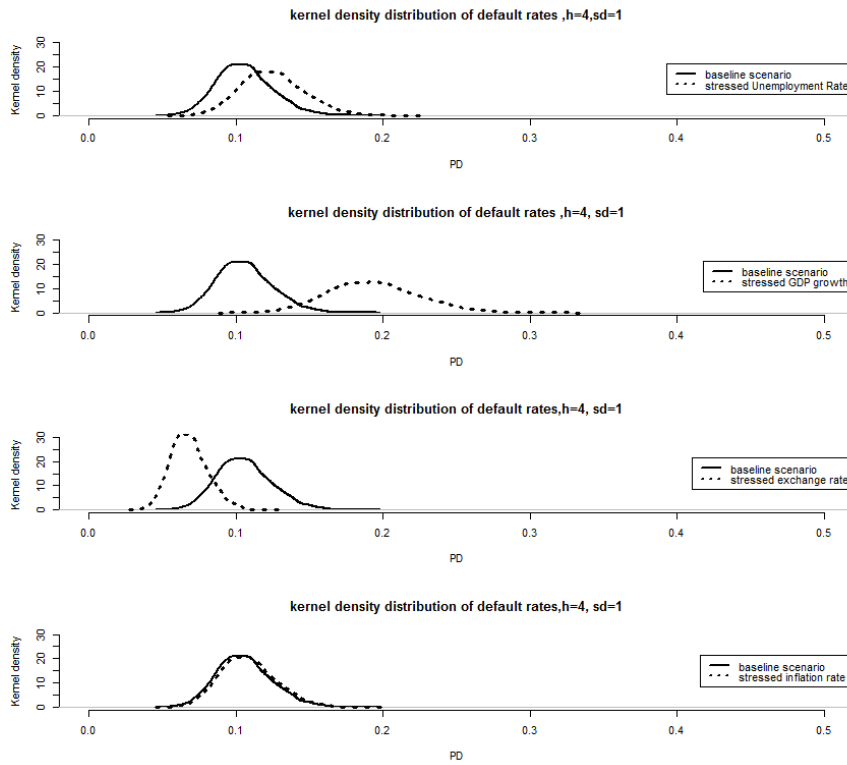 kernel density distribution of default rates ,h=4,sd=1
Kernel density
0 10 20 30
baseline scenario
stressed Unemployment Rate
0.0 0.1 0.2 0.3 0.4 0.5
PD
kernel density distribution of default rates ,h=4, sd=1
Kernel density
0 10 20 30
baseline scenario
stressed GDP growth
0.0 0.1 0.2 0.3 0.4 0.5
PD
kernel density distribution of default rates,h=4, sd=1
Kernel density
0 10 20 30
baseline scenario
stressed exchange rate
0.0 0.1 0.2 0.3 0.4 0.5
PD
kernel density distribution of default rates,h=4, sd=1
Kernel density
0 10 20 30
baseline scenario
stressed inflation rate
0.0 0.1 0.2 0.3 0.4 0.5
PD